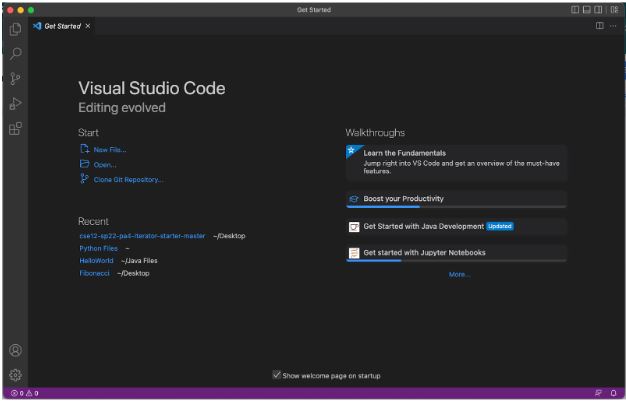 Get Started
Get Started
Visual Studio Code
Editing evolved
Start
New File...
Open...
Clone Git Repository...
Recent
cse12-sp22-pa4-iterator-starter-master ~/Desktop
Python Files ~
HelloWorld ~/Java Files
Fibonacci ~/Desktop
Walkthroughs
Learn the Fundamentals
Jump right into VS Code and get an overview of the must-have
features.
Boost your Productivity
Get Started with Java Development Updated
Get started with Jupyter Notebooks
More...
Show welcome page on startup
0 0